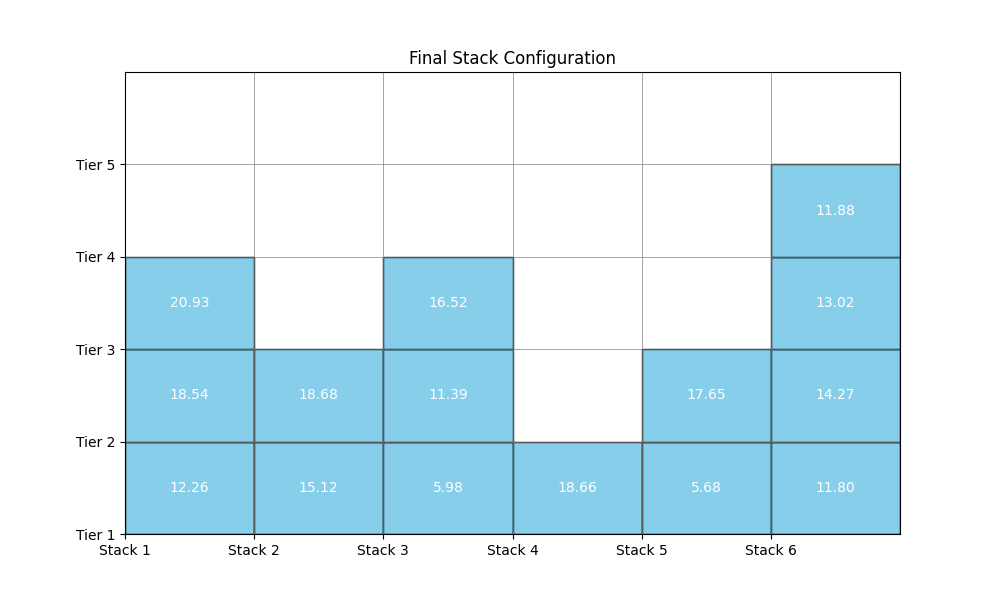 Final Stack Configuration
Tier 5
11.88
Tier 4
20.93 16.52 13.02
Tier 3
18.54 18.68 11.39 17.65 14.27
Tier 2
12.26 15.12 5.98 18.66 5.68 11.80
Tier 1
Stack 1 Stack 2 Stack 3 Stack 4 Stack 5 Stack 6